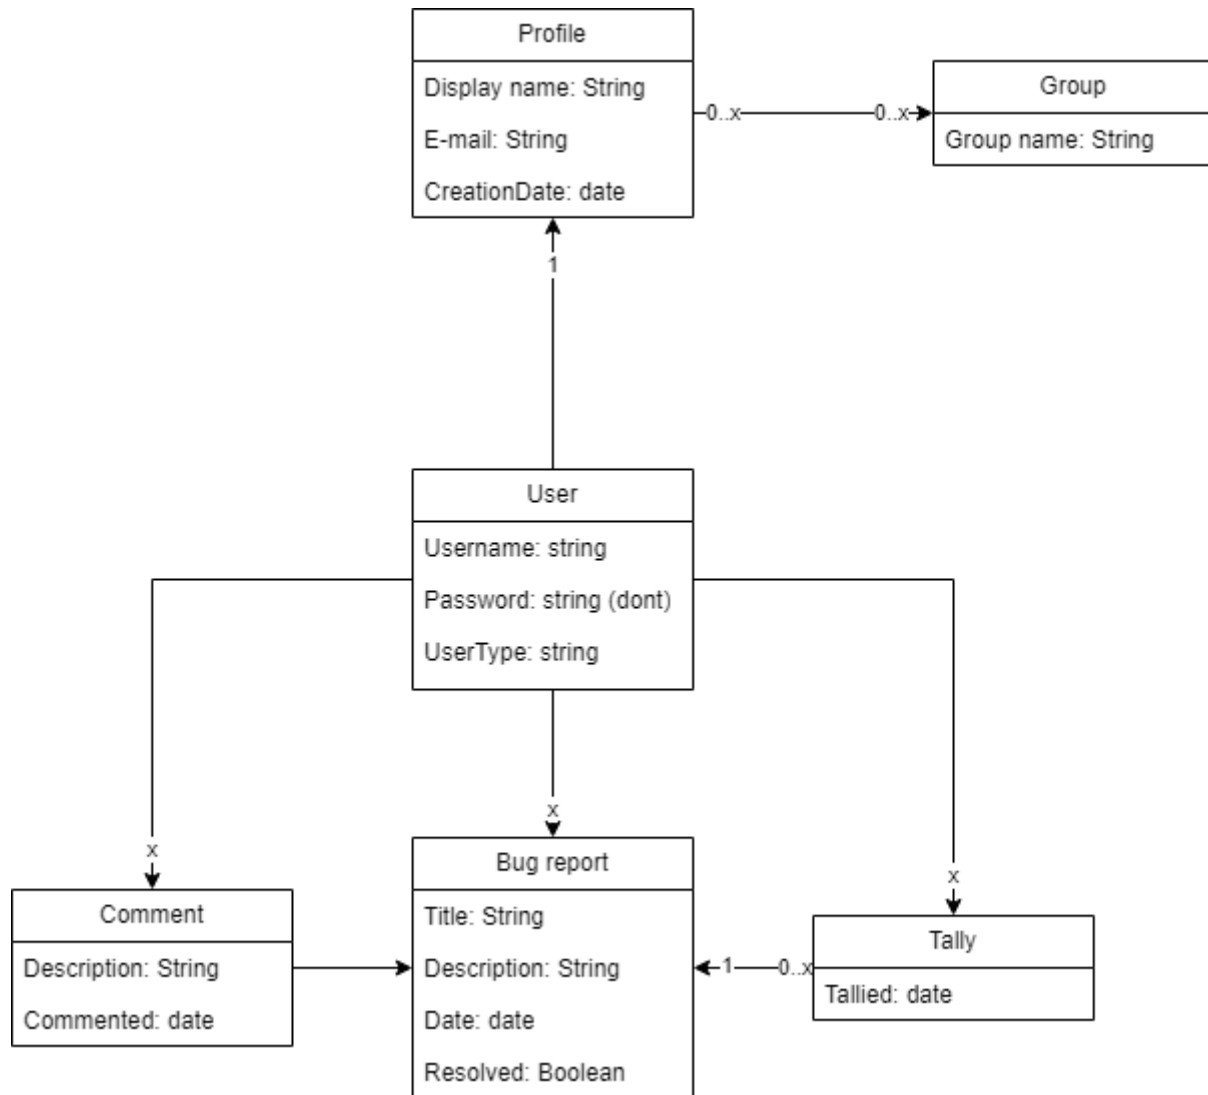 Profile
Display name: String
E-mail: String
CreationDate: date
0..x
0..x
Group
Group name: String
1
User
Username: string
Password: string (dont)
UserType: string
x
x
x
Comment
Description: String
Commented: date
Bug report
Title: String
Description: String
Date: date
Resolved: Boolean
1
0..x
Tally
Tallied: date